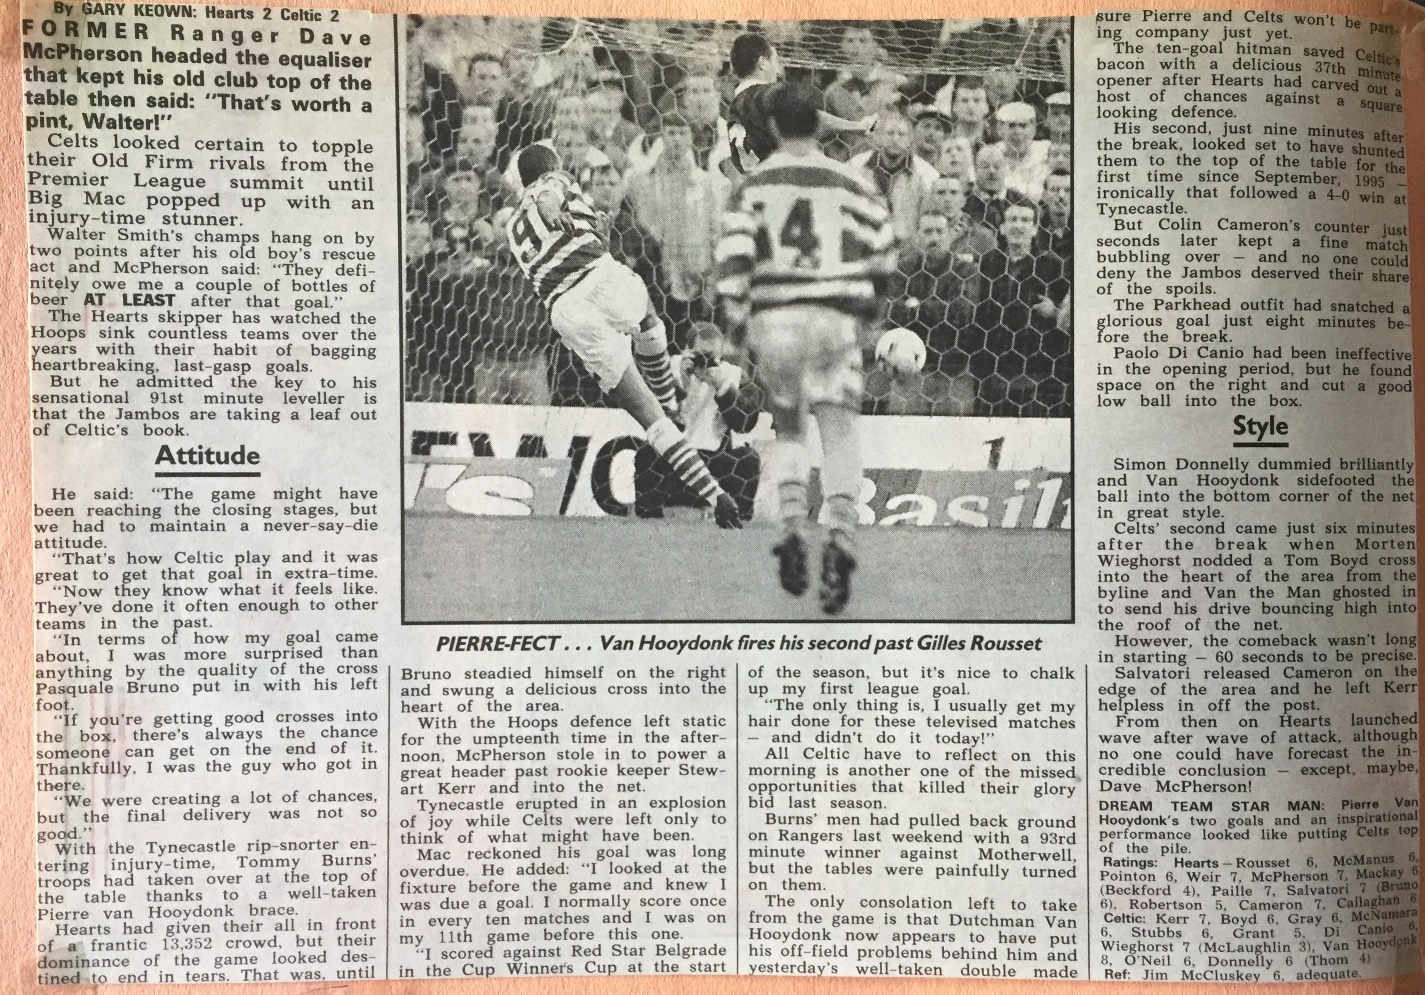 By GARY KEOWN: Hearts 2 Celtic 2
FORMER Ranger Dave
McPherson headed the equaliser
that kept his old club top of the
table then said: "That's worth a
pint, Walter!"
Celts looked certain to topple
their Old Firm rivals from the
Premier League summit until
Big Mac popped up with an
injury-time stunner.
Walter Smith's champs hang on by
two points after his old boy's rescue
act and McPherson said: "They defi-
nitely owe me a couple of bottles of
beer AT LEAST after that goal."
The Hearts skipper has watched the
Hoops sink countless teams over the
years with their habit of bagging
heartbreaking, last-gasp goals.
But he admitted the key to his
sensational 91st minute leveller is
that the Jambos are taking a leaf out
of Celtic's book.
Attitude
He said: "The game might have
been reaching the closing stages, but
we had to maintain a never-say-die
attitude.
"That's how Celtic play and it was
great to get that goal in extra-time.
"Now they know what it feels like.
They've done it often enough to other
teams in the past.
"In terms of how my goal came
about, I was more surprised than
anything by the quality of the cross
Pasquale Bruno put in with his left
foot.
"If you're getting good crosses into
the box, there's always the chance
someone can get on the end of it.
Thankfully, I was the guy who got in
there.
"We were creating a lot of chances,
but the final delivery was not so
good."
With the Tynecastle rip-snorter en-
tering injury-time, Tommy Burns'
troops had taken over at the top of
the table thanks to a well-taken
Pierre van Hooydonk brace.
Hearts had given their all in front
of a frantic 13,352 crowd, but their
dominance of the game looked des-
tined to end in tears. That was, until
9
14
1
's
Basil
PIERRE-FECT . . . Van Hooydonk fires his second past Gilles Rousset
Bruno steadied himself on the right
and swung a delicious cross into the
heart of the area.
With the Hoops defence left static
for the umpteenth time in the after-
noon, McPherson stole in to power a
great header past rookie keeper Stew-
art Kerr and into the net.
Tynecastle erupted in an explosion
of joy while Celts were left only to
think of what might have been.
Mac reckoned his goal was long
overdue. He added: "I looked at the
fixture before the game and knew I
was due a goal. I normally score once
in every ten matches and I was on
my 11th game before this one.
"I scored against Red Star Belgrade
in the Cup Winners Cup at the start
of the season, but it's nice to chalk
up my first league goal.
"The only thing is, I usually get my
hair done for these televised matches
— and didn't do it today!"
All Celtic have to reflect on this
morning is another one of the missed
opportunities that killed their glory
bid last season.
Burns' men had pulled back ground
on Rangers last weekend with a 93rd
minute winner against Motherwell,
but the tables were painfully turned
on them.
The only consolation left to take
from the game is that Dutchman Van
Hooydonk now appears to have put
his off-field problems behind him and
yesterday's well-taken double made
sure Pierre and Celts won't be part-
ing company just yet.
The ten-goal hitman saved Celtic's
bacon with a delicious 37th minute
opener after Hearts had carved out a
host of chances against a square
looking defence.
His second, just nine minutes after
the break, looked set to have shunted
them to the top of the table for the
first time since September, 1995 —
ironically that followed a 4-0 win at
Tynecastle.
But Colin Cameron's counter just
seconds later kept a fine match
bubbling over — and no one could
deny the Jambos deserved their share
of the spoils.
The Parkhead outfit had snatched a
glorious goal just eight minutes be-
fore the break.
Paolo Di Canio had been ineffective
in the opening period, but he found
space on the right and cut a good
low ball into the box.
Style
Simon Donnelly dummied brilliantly
and Van Hooydonk sidefooted the
ball into the bottom corner of the net
in great style.
Celts' second came just six minutes
after the break when Morten
Wieghorst nodded a Tom Boyd cross
into the heart of the area from the
byline and Van the Man ghosted in
to send his drive bouncing high into
the roof of the net.
However, the comeback wasn't long
in starting — 60 seconds to be precise.
Salvatori released Cameron on the
edge of the area and he left Kerr
helpless in off the post.
From then on Hearts launched
wave after wave of attack, although
no one could have forecast the in-
credible conclusion — except, maybe,
Dave McPherson!
DREAM TEAM STAR MAN: Pierre Van
Hooydonk's two goals and an inspirational
performance looked like putting Celts top
of the pile.
Ratings: Hearts — Rousset 6, McManus 6,
Pointon 6, Weir 7, McPherson 7, Mackay 6
(Beckford 4), Paille 7, Salvatori 7 (Bruno
6), Robertson 5, Cameron 7, Callaghan 6
Celtic: Kerr 7, Boyd 6, Gray 6, McNamara
6, Stubbs 6, Grant 5, Di Canio 6,
Wieghorst 7 (McLaughlin 3), Van Hooydonk
8, O'Neil 6, Donnelly 6 (Thom 4)
Ref: Jim McCluskey 6, adequate.